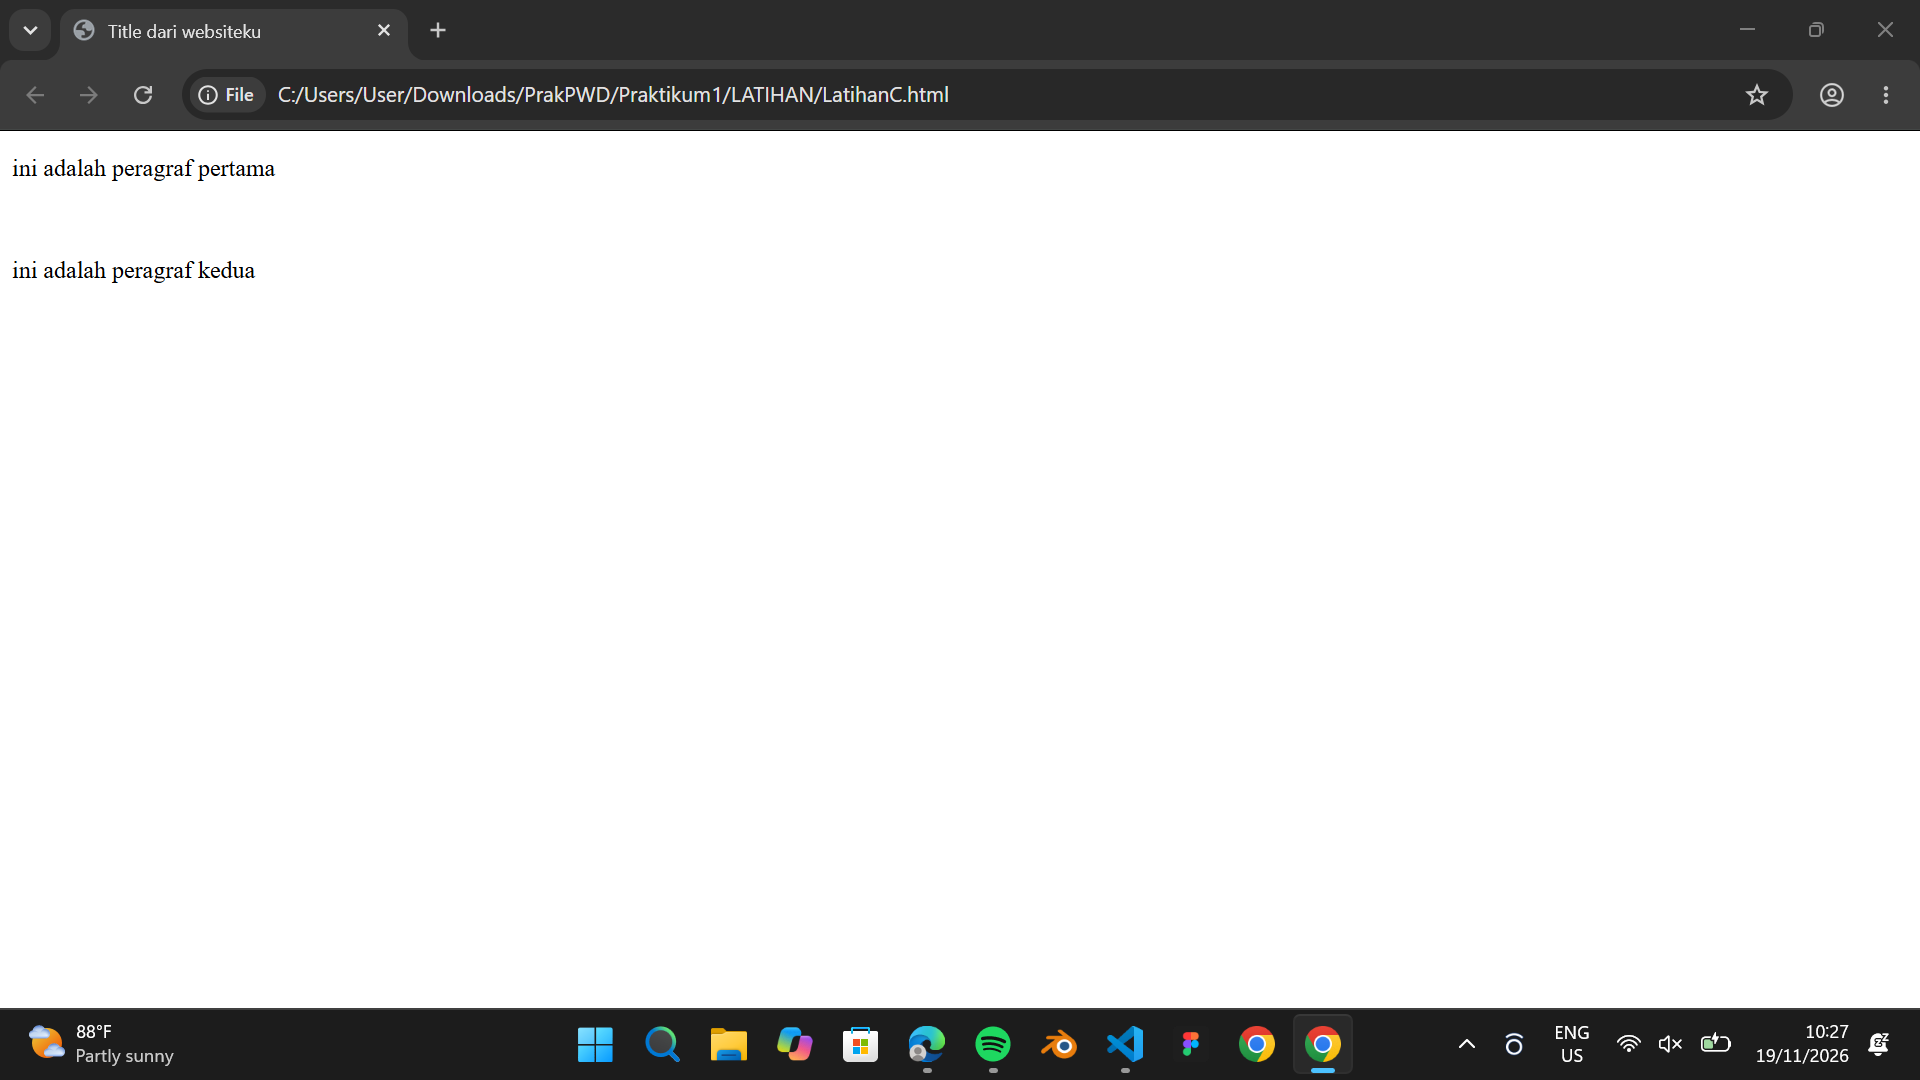 Title dari websiteku
File
C:/Users/User/Downloads/PrakPWD/Praktikum1/LATIHAN/LatihanC.html
ini adalah peragraf pertama
ini adalah peragraf kedua
88°F
Partly sunny
ENG
US
10:27
19/11/2026